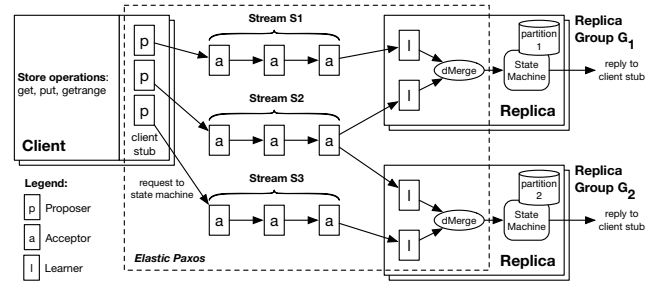 Stream S1
Replica
Group G1
p
a
a
a
l
partition
1
Store operations:
get, put, getrange
p
dMerge
State
Machine
reply to
client stub
Stream S2
p
l
Replica
Client
client
stub
a
a
a
Replica
Group G2
Legend:
request to
state machine
Stream S3
l
partition
2
p
Proposer
a
a
a
dMerge
State
Machine
reply to
client stub
a
Acceptor
l
l
Learner
Elastic Paxos
Replica